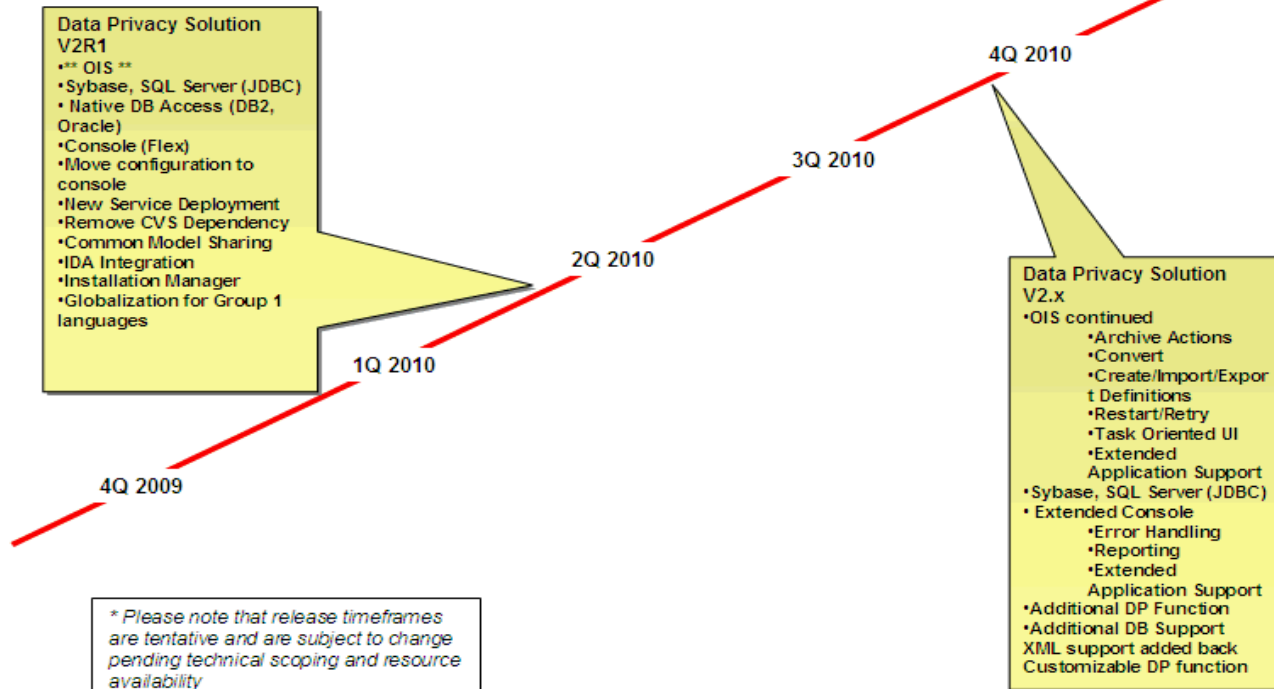 Data Privacy Solution
V2R1
•** OIS **
•Sybase, SQL Server (JDBC)
• Native DB Access (DB2,
Oracle)
•Console (Flex)
•Move configuration to
console
•New Service Deployment
•Remove CVS Dependency
•Common Model Sharing
•IDA Integration
•Installation Manager
•Globalization for Group 1
languages
4Q 2009
1Q 2010
2Q 2010
3Q 2010
4Q 2010
Data Privacy Solution
V2.x
•OIS continued
•Archive Actions
•Convert
•Create/Import/Expor
t Definitions
•Restart/Retry
•Task Oriented UI
•Extended
Application Support
•Sybase, SQL Server (JDBC)
• Extended Console
•Error Handling
•Reporting
•Extended
Application Support
•Additional DP Function
•Additional DB Support
XML support added back
Customizable DP function
* Please note that release timeframes
are tentative and are subject to change
pending technical scoping and resource
availability